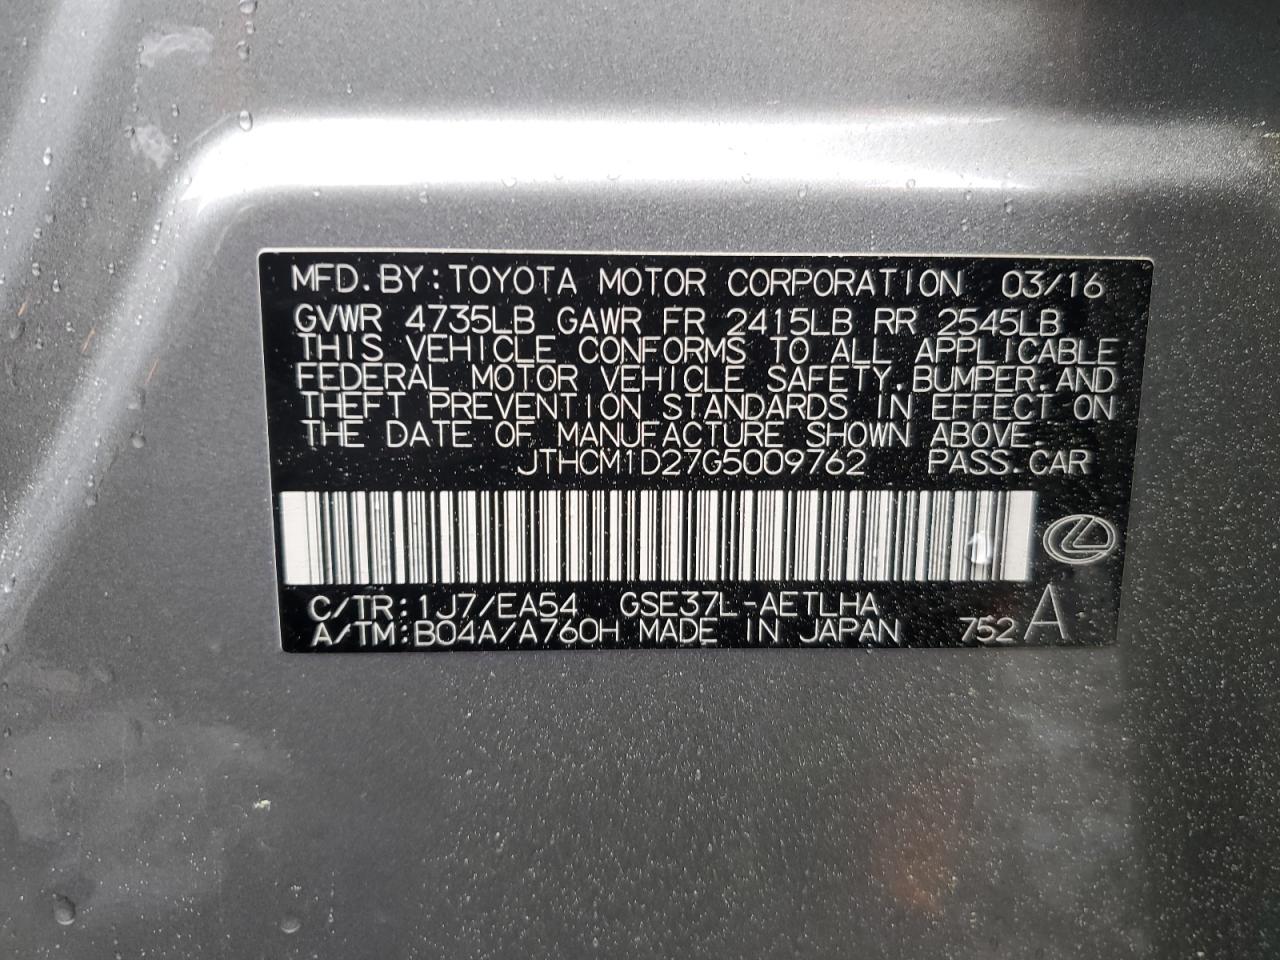 MFD. BY: TOYOTA MOTOR CORPORATION 03/16
GVWR 4735LB GAWR FR 2415LB RR 2545LB
THIS VEHICLE CONFORMS TO ALL APPLICABLE
FEDERAL MOTOR VEHICLE SAFETY, BUMPER, AND
THEFT PREVENTION STANDARDS IN EFFECT ON
THE DATE OF MANUFACTURE SHOWN ABOVE.
JTHCM1D27G5009762 PASS. CAR
C/TR: 1J7/EA54 GSE37L-AETLHA
A/TM: B04A/A760H MADE IN JAPAN 752 A